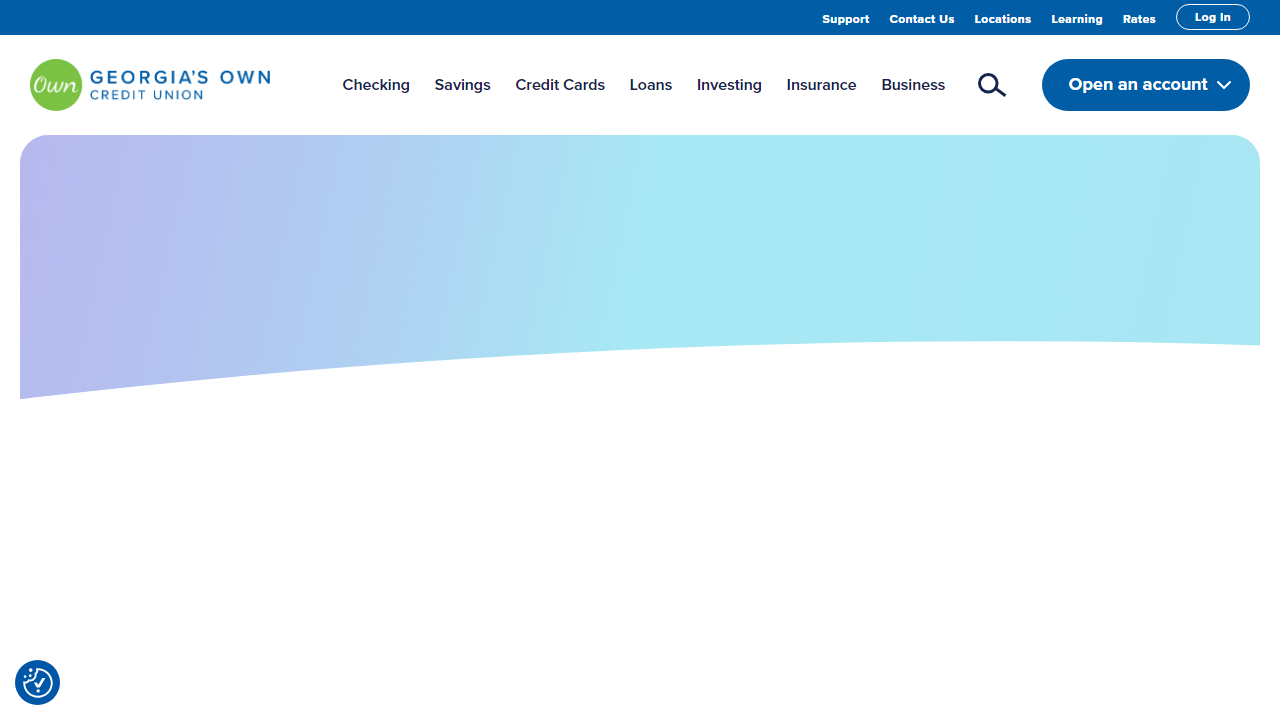 Support Contact Us Locations Learning Rates Log In
Own GEORGIA'S OWN
CREDIT UNION
Checking Savings Credit Cards Loans Investing Insurance Business Open an account